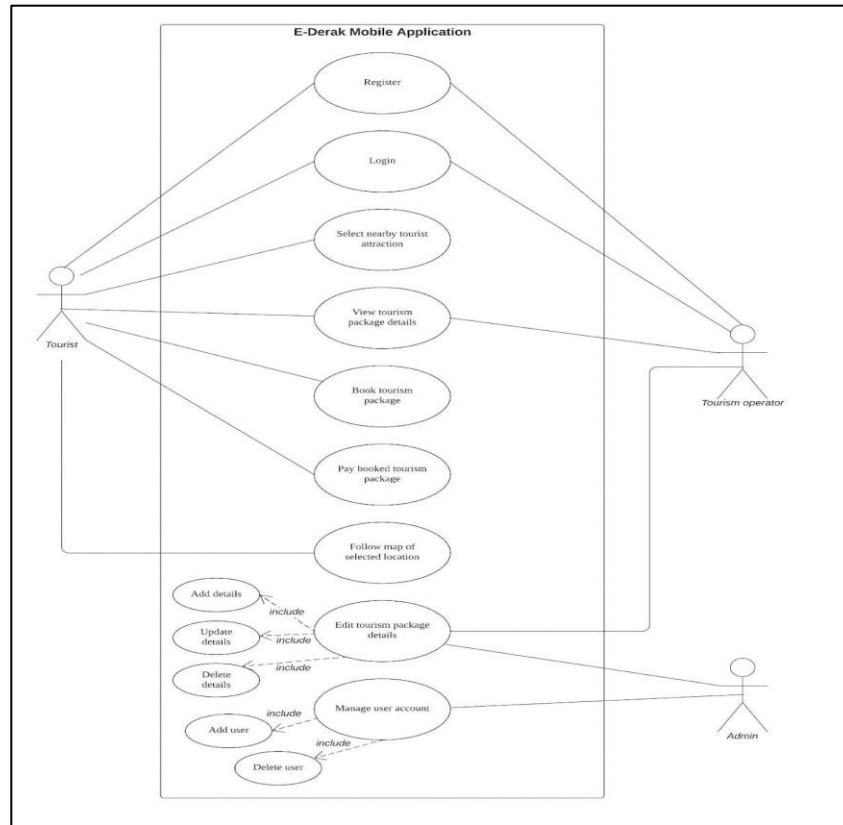 E-Derak Mobile Application
Register
Login
Select nearby tourist
attraction
View tourism
package details
Tourist
Tourism operator
Book tourism
package
Pay booked tourism
package
Follow map of
selected location
Add details
include
Update
details
include
Edit tourism package
details
Delete
details
include
Manage user account
include
Add user
include
Delete user
Admin